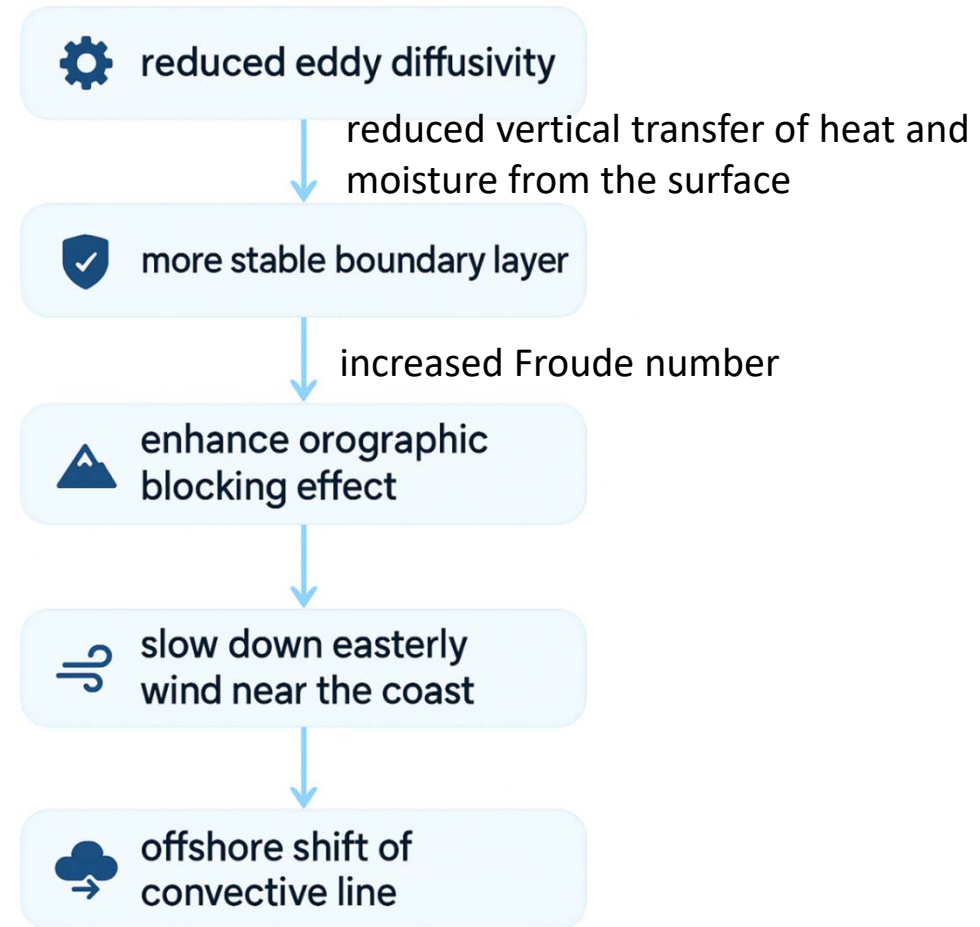 reduced eddy diffusivity
reduced vertical transfer of heat and
moisture from the surface
more stable boundary layer
increased Froude number
enhance orographic
blocking effect
slow down easterly
wind near the coast
offshore shift of
convective line